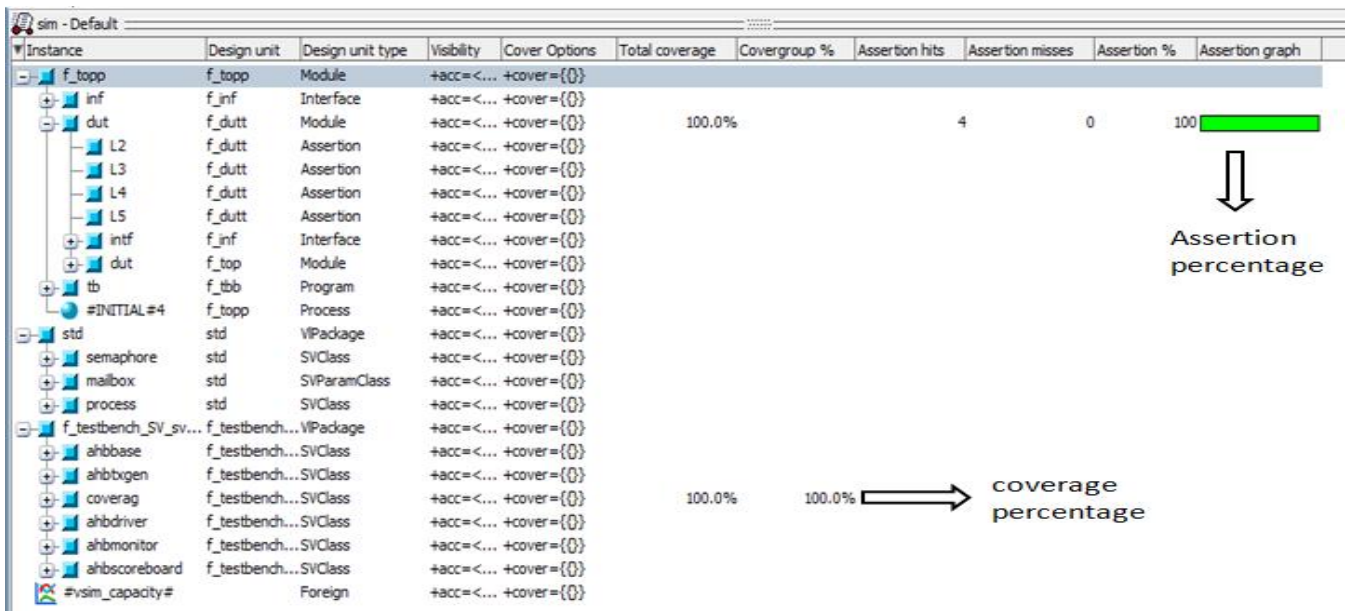 sim - Default
Instance Design unit Design unit type Visibility Cover Options Total coverage Covergroup % Assertion hits Assertion misses Assertion % Assertion graph
f_topp f_topp Module +acc=<... +cover={{}}
inf f_inf Interface +acc=<... +cover={{}}
dut f_dutt Module +acc=<... +cover={{}} 100.0% 4 0 100
L2 f_dutt Assertion +acc=<... +cover={{}}
L3 f_dutt Assertion +acc=<... +cover={{}}
L4 f_dutt Assertion +acc=<... +cover={{}}
L5 f_dutt Assertion +acc=<... +cover={{}}
intf f_inf Interface +acc=<... +cover={{}}
dut f_top Module +acc=<... +cover={{}}
Assertion
percentage
tb f_tbb Program +acc=<... +cover={{}}
#INITIAL#4 f_topp Process +acc=<... +cover={{}}
std std VlPackage +acc=<... +cover={{}}
semaphore std SVClass +acc=<... +cover={{}}
mailbox std SVParamClass +acc=<... +cover={{}}
process std SVClass +acc=<... +cover={{}}
f_testbench_SV_sv... f_testbench... VlPackage +acc=<... +cover={{}}
ahbbase f_testbench... SVClass +acc=<... +cover={{}}
ahbtxgen f_testbench... SVClass +acc=<... +cover={{}}
coverag f_testbench... SVClass +acc=<... +cover={{}} 100.0% 100.0%
coverage
percentage
ahbdriver f_testbench... SVClass +acc=<... +cover={{}}
ahbmonitor f_testbench... SVClass +acc=<... +cover={{}}
ahbscoreboard f_testbench... SVClass +acc=<... +cover={{}}
#vsim_capacity# Foreign +acc=<... +cover={{}}